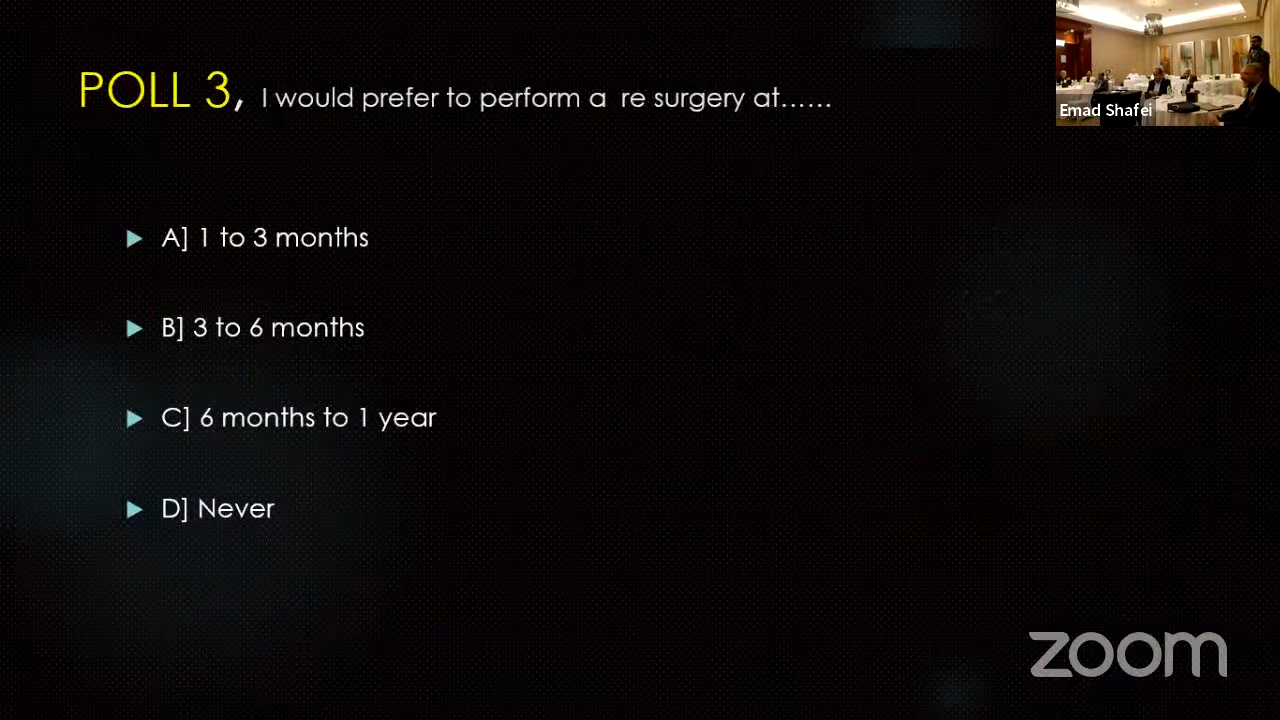 POLL 3, I would prefer to perform a re surgery at......
Emad Shafei
A] 1 to 3 months
B] 3 to 6 months
C] 6 months to 1 year
D] Never
zoom